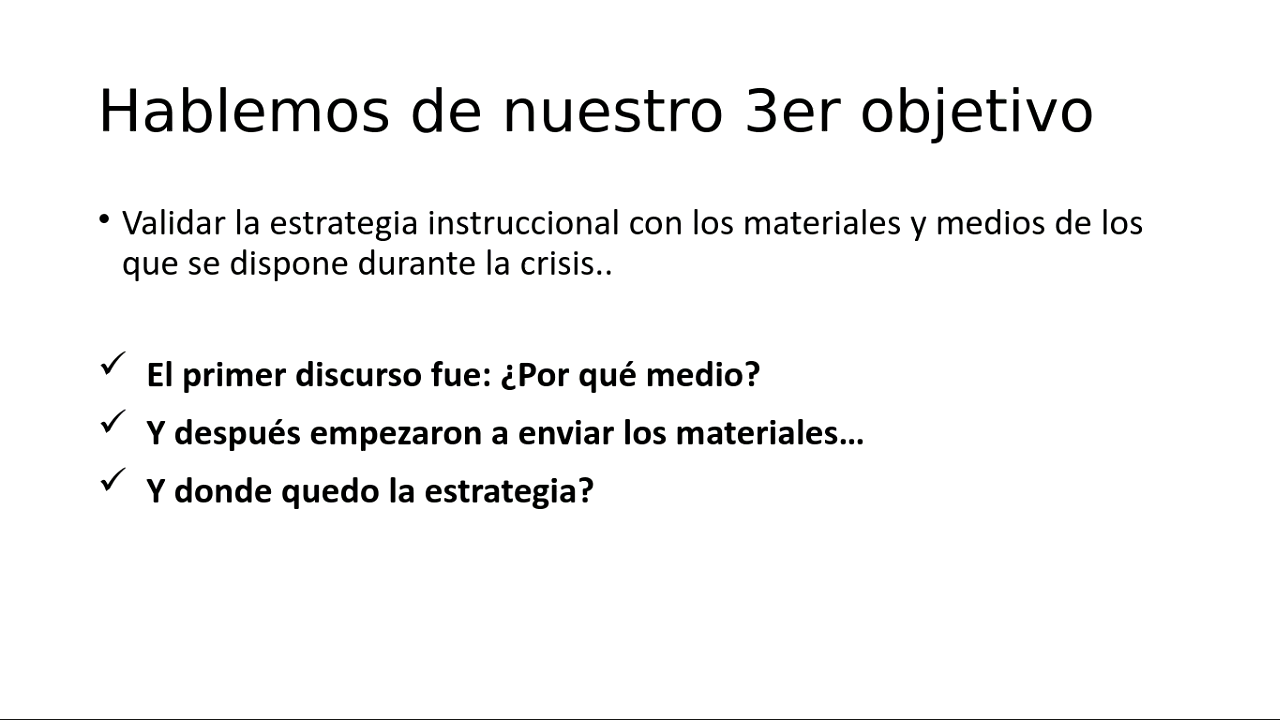 Hablemos de nuestro 3er objetivo
• Validar la estrategia instruccional con los materiales y medios de los
que se dispone durante la crisis..
✓ El primer discurso fue: ¿Por qué medio?
✓ Y después empezaron a enviar los materiales…
✓ Y donde quedo la estrategia?